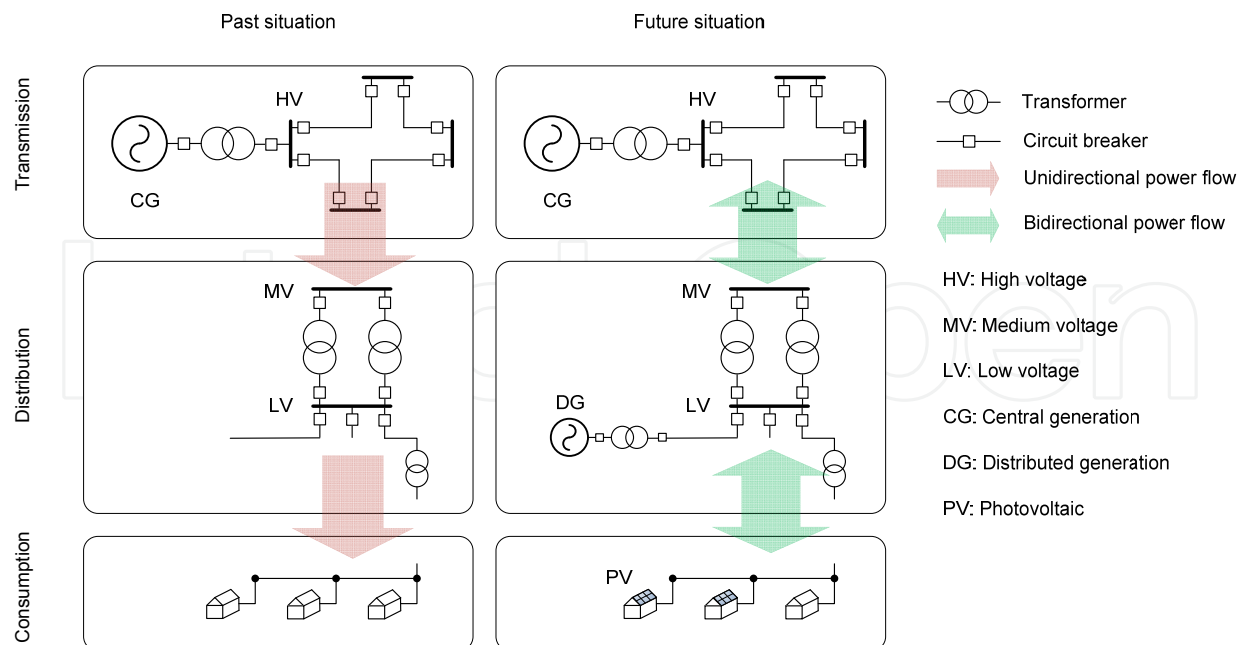 Past situation
Future situation
Transmission
HV
CG
HV
CG
Transformer
Circuit breaker
Unidirectional power flow
Bidirectional power flow
Distribution
MV
LV
MV
DG
LV
HV: High voltage
MV: Medium voltage
LV: Low voltage
CG: Central generation
DG: Distributed generation
PV: Photovoltaic
Consumption
PV